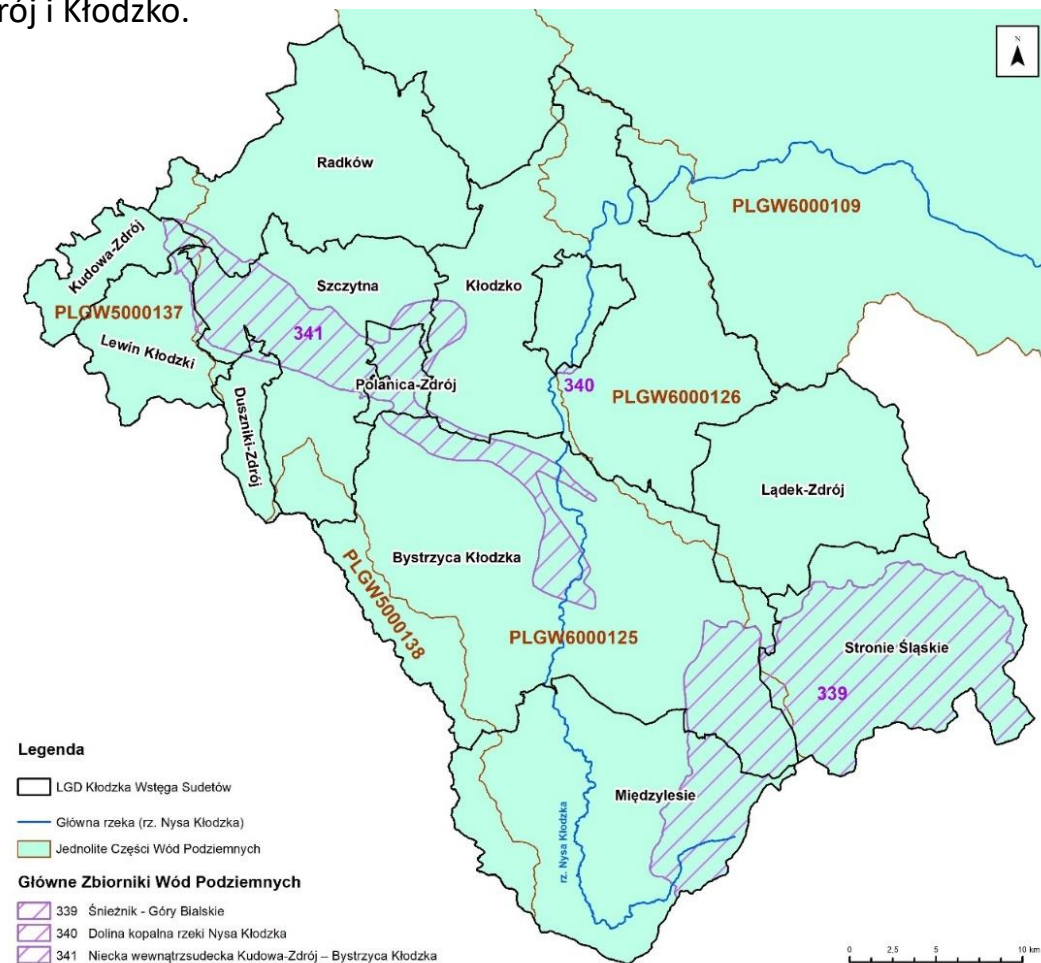 rój i Kłodzko.
N
Radków
PLGW6000109
Kudowa-Zdrój
Szczytna
Kłodzko
PLGW5000137
341
Lewin Kłodzki
Polanica-Zdrój
340
PLGW6000126
Duszniki-Zdrój
Lądek-Zdrój
Bystrzyca Kłodzka
PLGW5000138
PLGW6000125
Stronie Śląskie
339
Międzylesie
rz. Nysa Kłodzka
Legenda
LGD Kłodzka Wstęga Sudetów
Główna rzeka (rz. Nysa Kłodzka)
Jednolite Części Wód Podziemnych
Główne Zbiorniki Wód Podziemnych
339 Śnieżnik - Góry Bialskie
340 Dolina kopalna rzeki Nysa Kłodzka
341 Niecka wewnątrzsudecka Kudowa-Zdrój – Bystrzyca Kłodzka
0 2,5 5 10 km